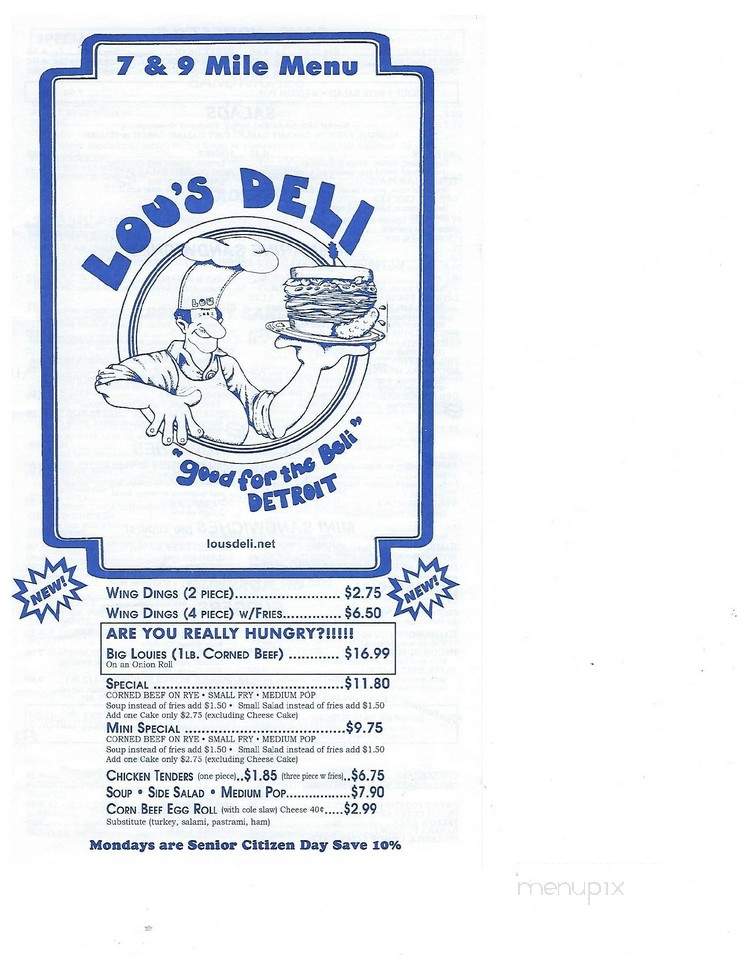 7 & 9 Mile Menu
LOU'S DELI
LOU
"good for the Beli"
DETROIT
lousdeli.net
NEW!
NEW!
WING DINGS (2 PIECE)........................ $2.75
WING DINGS (4 PIECE) W/FRIES............. $6.50
ARE YOU REALLY HUNGRY?!!!!!
BIG LOUIES (1LB. CORNED BEEF) ............ $16.99
On an Onion Roll
SPECIAL ..........................................$11.80
CORNED BEEF ON RYE • SMALL FRY • MEDIUM POP
Soup instead of fries add $1.50 • Small Salad instead of fries add $1.50
Add one Cake only $2.75 (excluding Cheese Cake)
MINI SPECIAL ...................................$9.75
CORNED BEEF ON RYE • SMALL FRY • MEDIUM POP
Soup instead of fries add $1.50 • Small Salad instead of fries add $1.50
Add one Cake only $2.75 (excluding Cheese Cake)
CHICKEN TENDERS (one piece)..$1.85 (three piece w fries)..$6.75
SOUP • SIDE SALAD • MEDIUM POP................$7.90
CORN BEEF EGG ROLL (with cole slaw) Cheese 40¢.....$2.99
Substitute (turkey, salami, pastrami, ham)
Mondays are Senior Citizen Day Save 10%
menupix